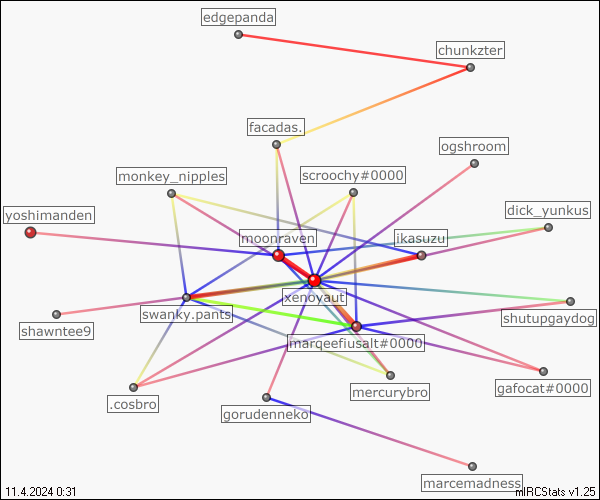 edgepanda
chunkzter
facadas.
ogshroom
monkey_nipples
scroochy#0000
yoshimanden
dick_yunkus
moonraven
ikasuzu
xenoyaut
swanky.pants
shutupgaydog
shawntee9
marqeefiusalt#0000
mercurybro
gafocat#0000
.cosbro
gorudenneko
marcemadness
11.4.2024 0:31
mIRCStats v1.25